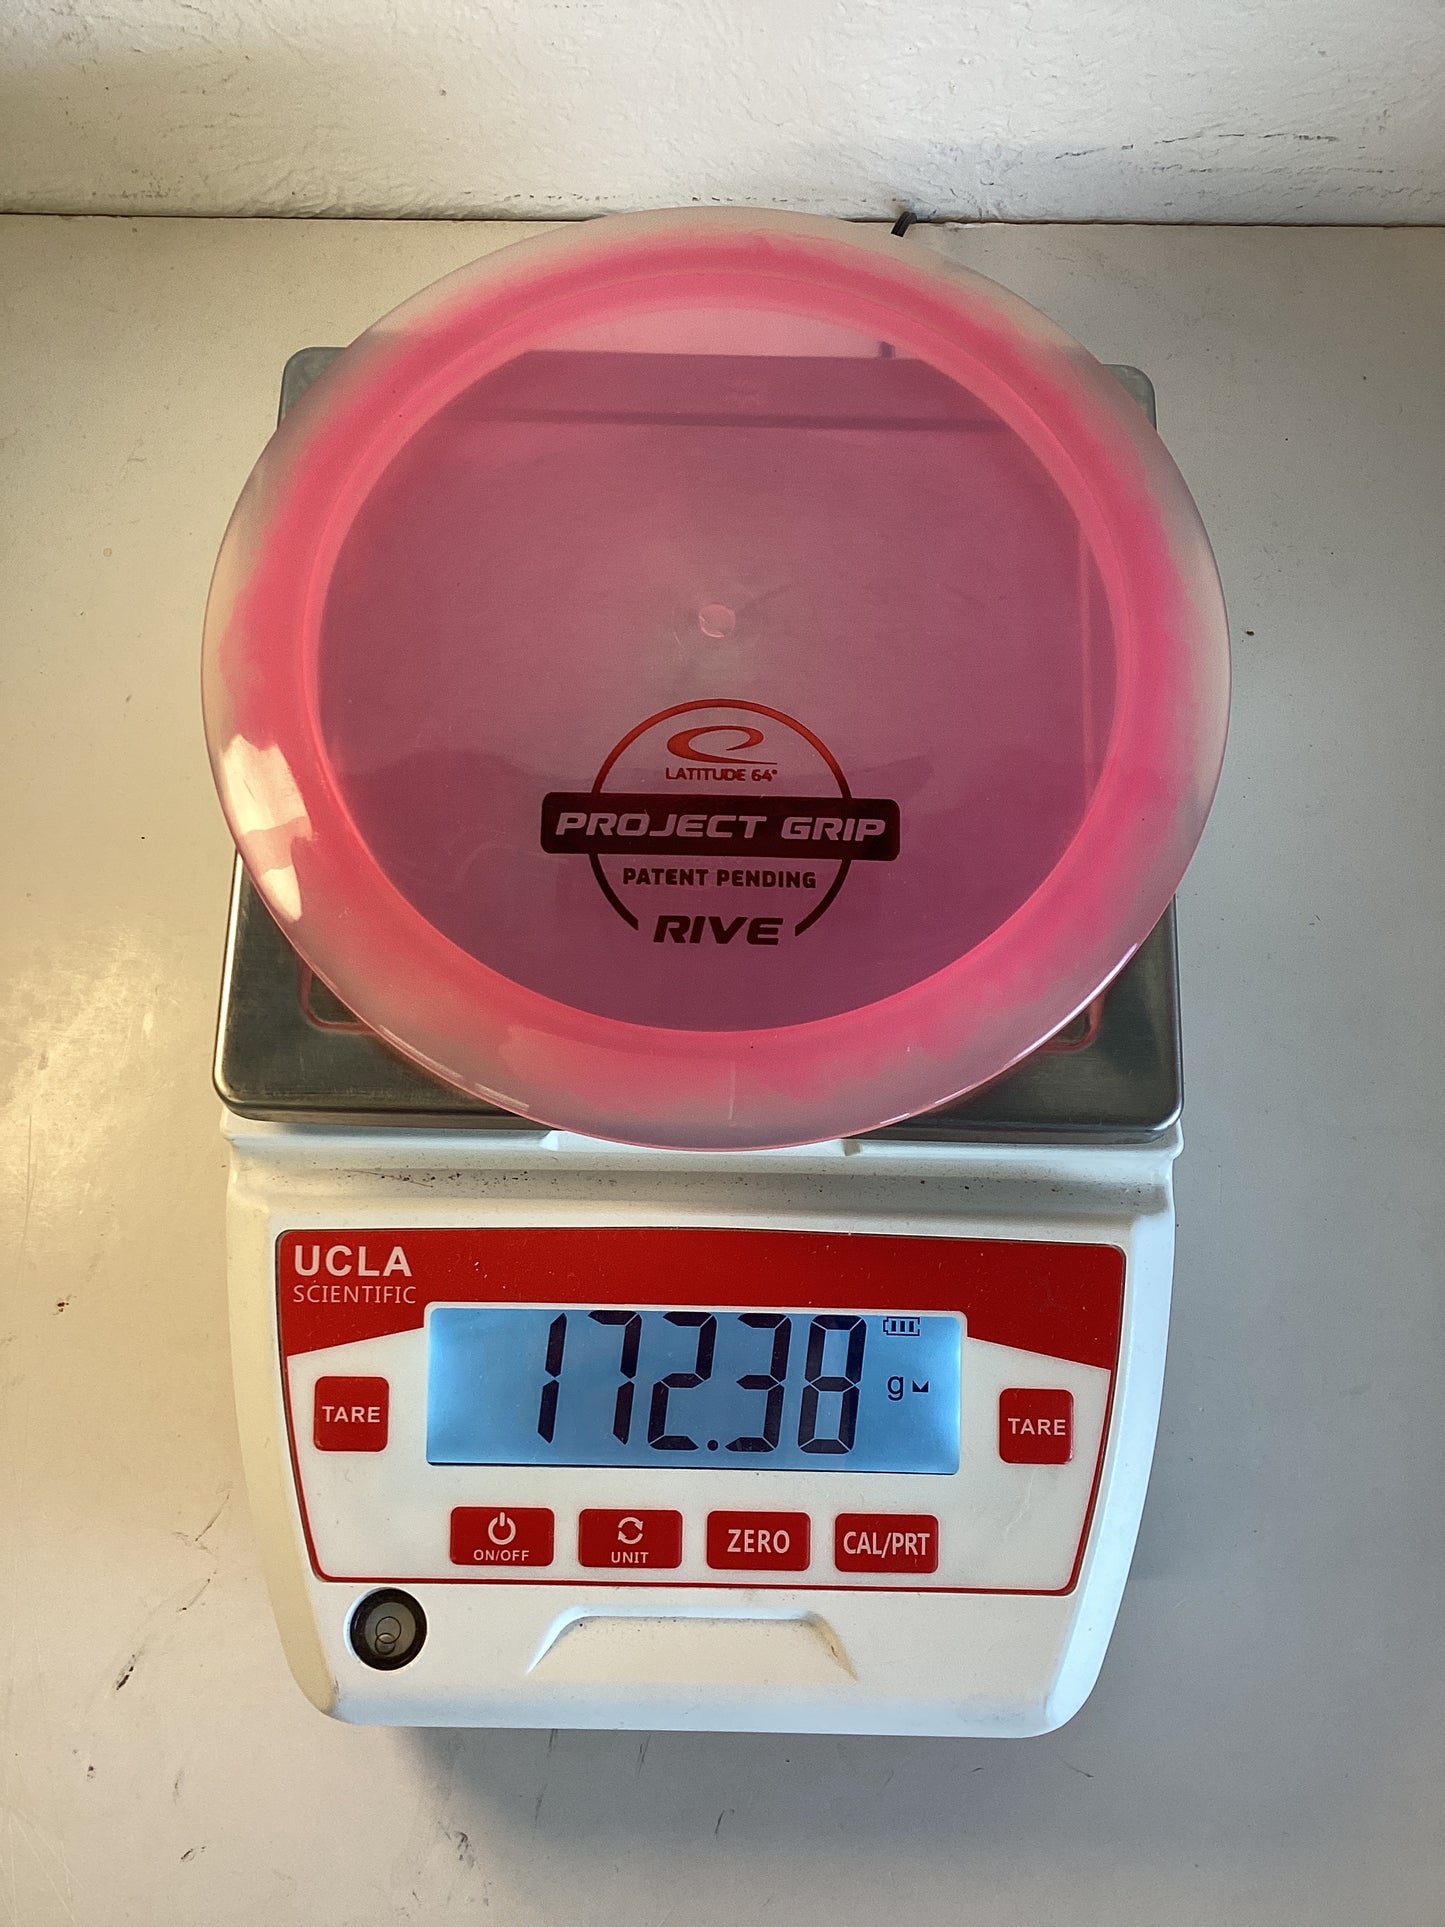 LATITUDE 64°
PROJECT GRIP
PATENT PENDING
RIVE
UCLA
SCIENTIFIC
172.38
g
TARE
TARE
ON/OFF
UNIT
ZERO
CAL/PRT